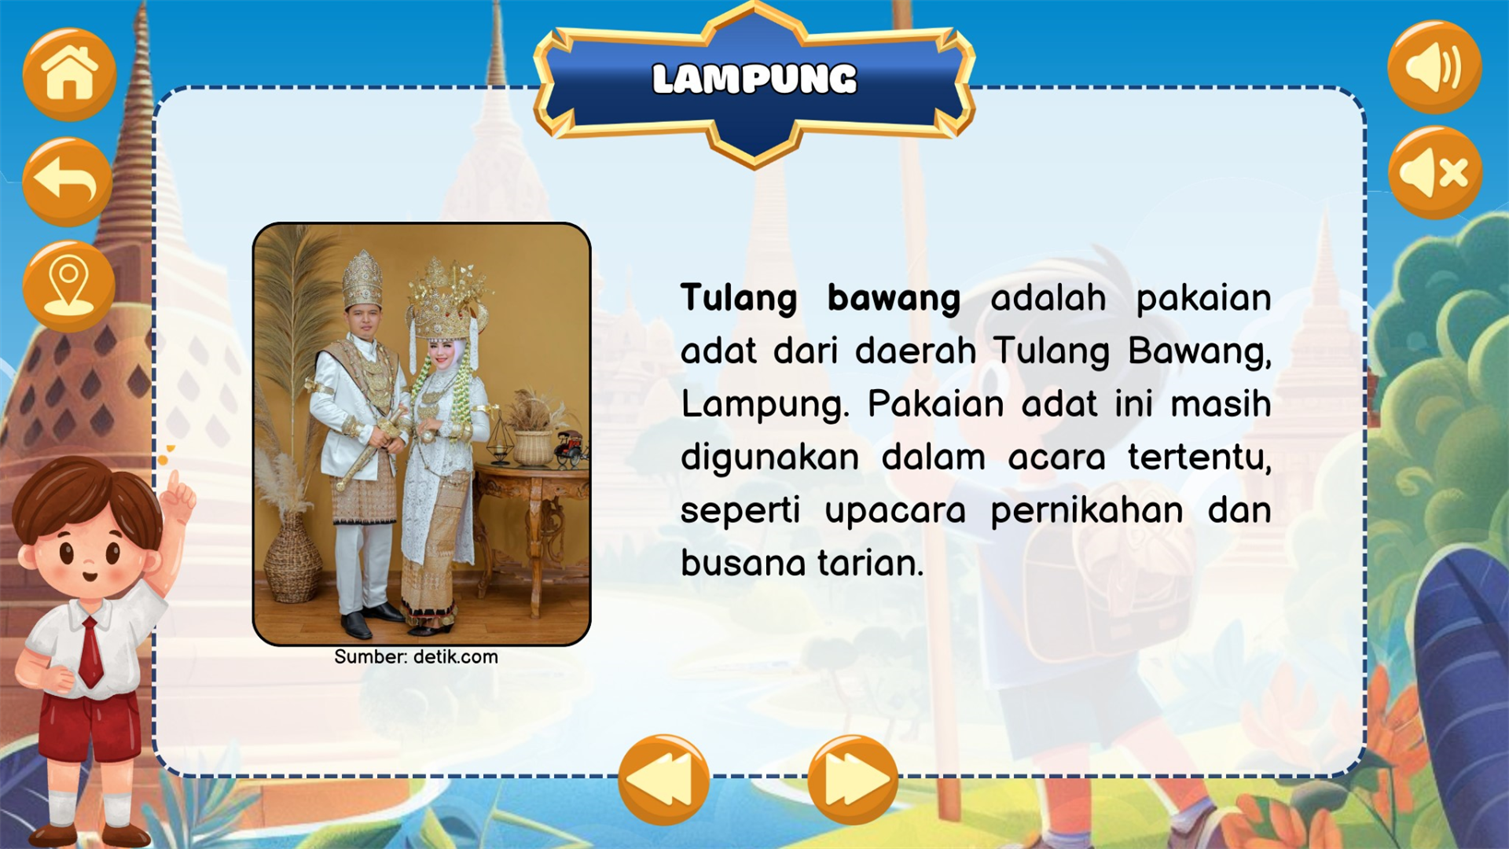 LAMPUNG
Tulang bawang adalah pakaian
adat dari daerah Tulang Bawang,
Lampung. Pakaian adat ini masih
digunakan dalam acara tertentu,
seperti upacara pernikahan dan
busana tarian.
Sumber: detik.com